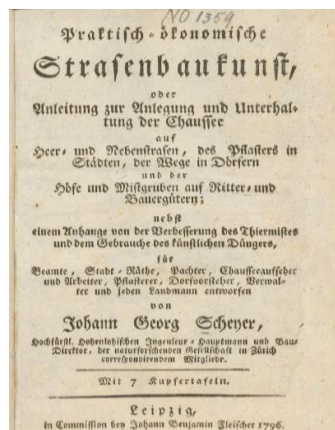 NO 1359
Praktisch-ökonomische
Strasenbaukunst,
oder
Anleitung zur Anlegung und Unterhal-
tung der Chaussee
auf
Heer- und Nebenstrasen, des Pflasters in
Städten, der Wege in Dörfern
und der
Höfe und Mistgruben auf Ritter- und
Bauergütern;
nebst
einem Anhange von der Verbesserung des Thiermistes
und dem Gebrauche des künstlichen Düngers,
für
Beamte, Stadt-Räthe, Pachter, Chausseeaufseher
und Arbeiter, Pflasterer, Dorfvorsteher, Verwal-
ter und jeden Landmann entworfen
von
Johann Georg Scheyer,
Hochfürstl. Hohenlohischen Ingenieur-Hauptmann und Bau-
Direktor, der naturforschenden Gesellschaft in Zürich
correspondirendem Mitgliede.
Mit 7 Kupfertafeln.
Leipzig,
in Commission bey Johann Benjamin Fleischer 1796.